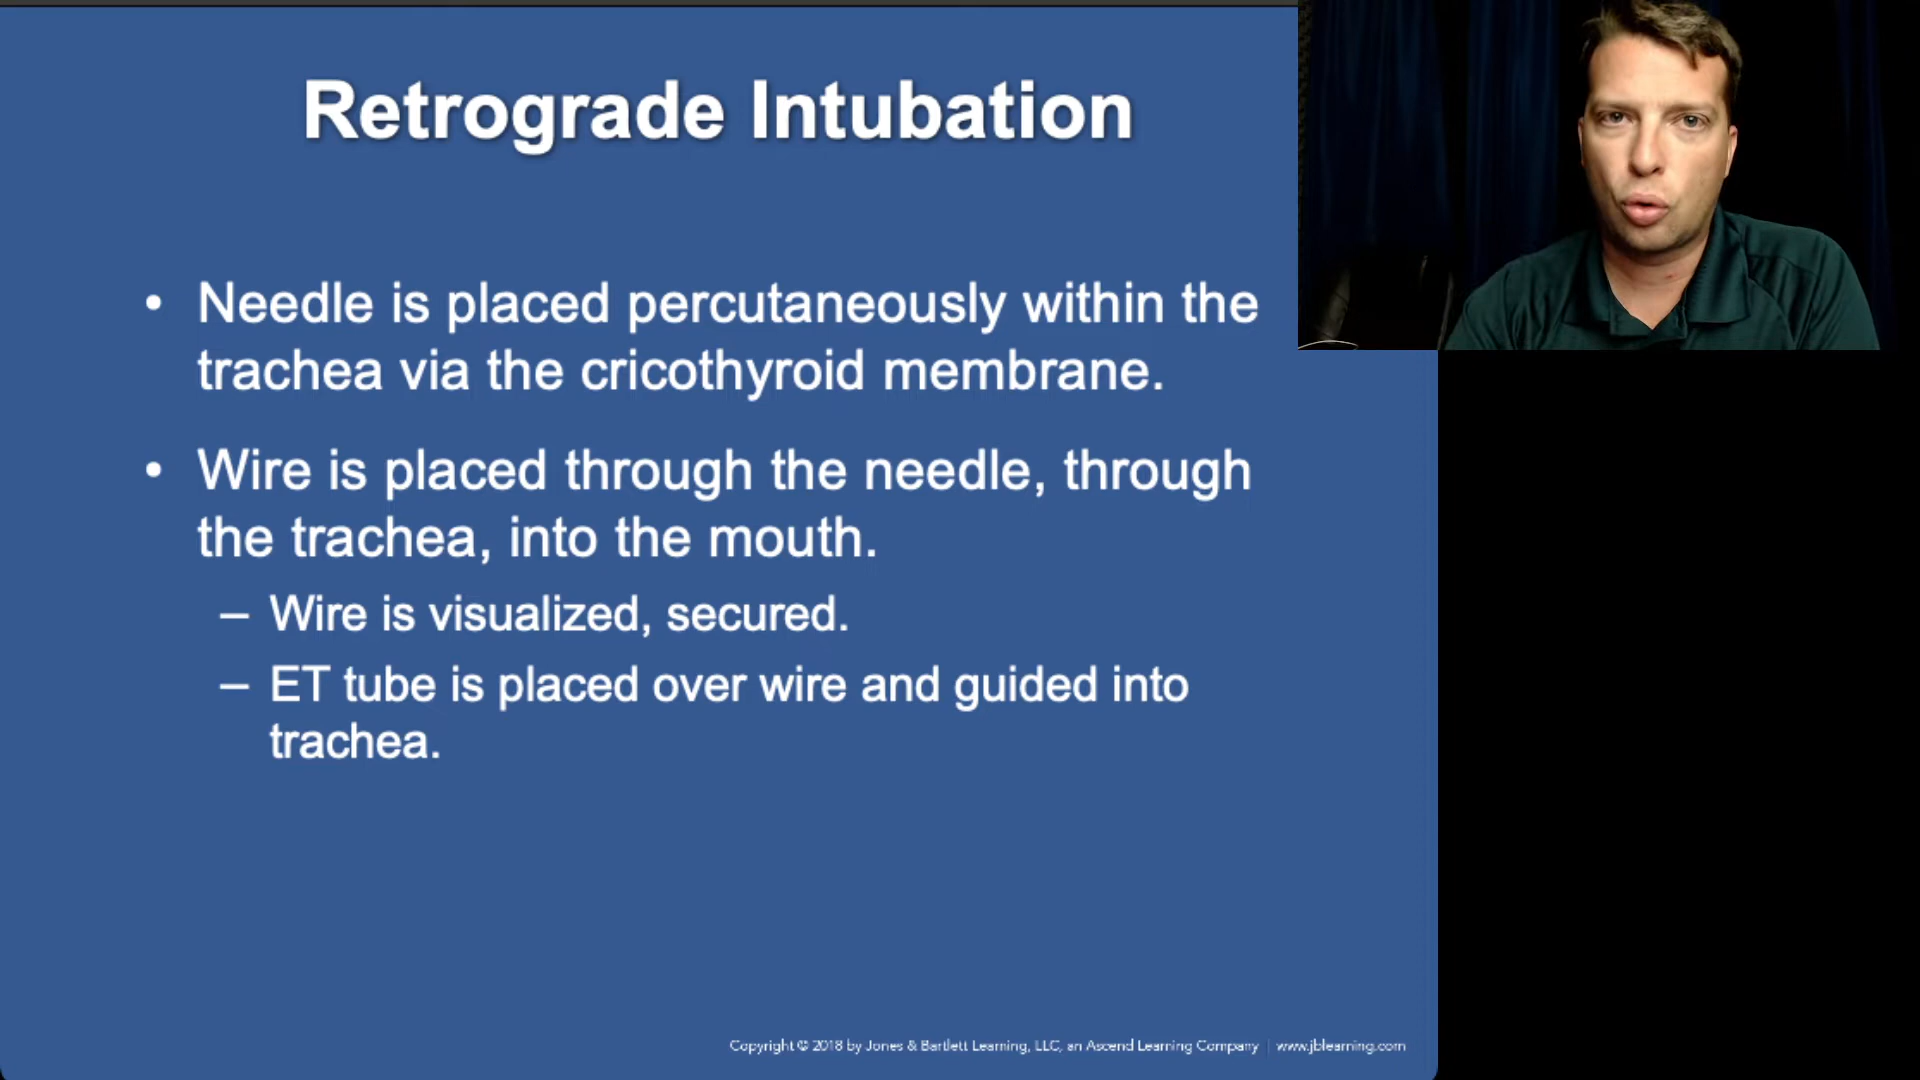 Retrograde Intubation
• Needle is placed percutaneously within the
trachea via the cricothyroid membrane.
• Wire is placed through the needle, through
the trachea, into the mouth.
– Wire is visualized, secured.
– ET tube is placed over wire and guided into
trachea.
Copyright © 2018 by Jones & Bartlett Learning, LLC, an Ascend Learning Company | www.jblearning.com